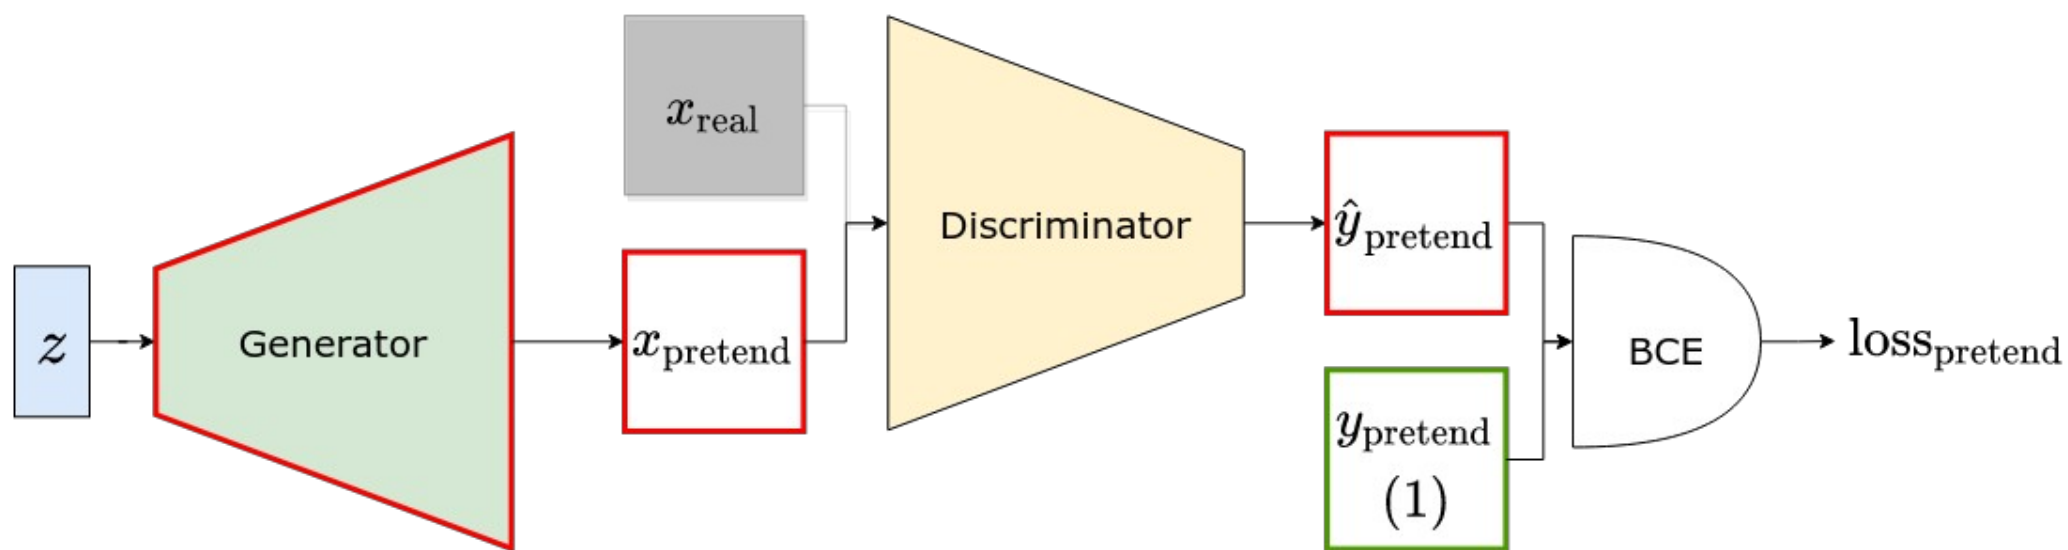 z
Generator
x_real
x_pretend
Discriminator
ŷ_pretend
y_pretend
(1)
BCE
loss_pretend